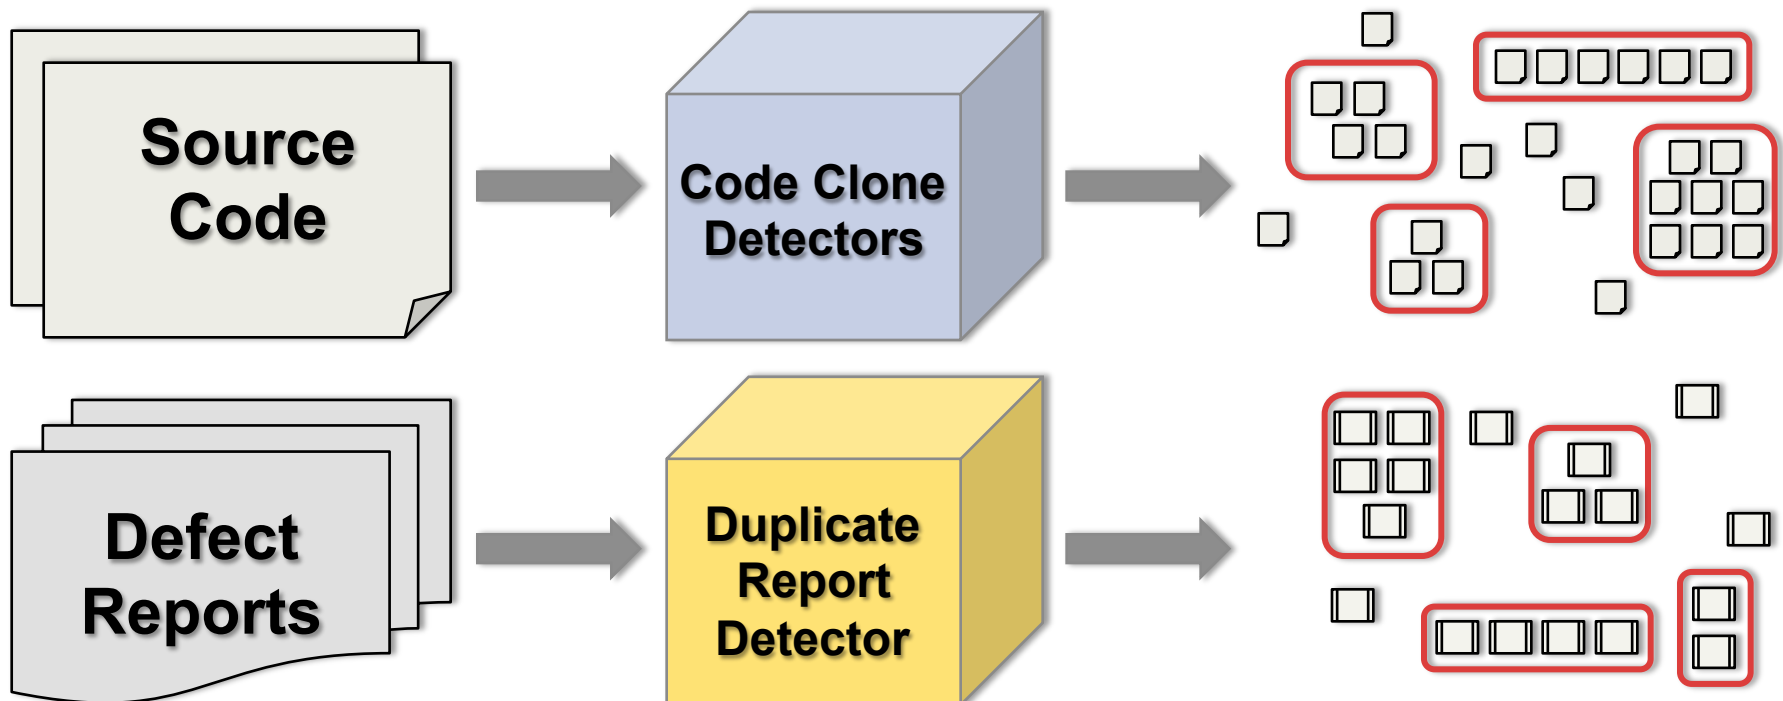 Source
Code
Code Clone
Detectors
Defect
Reports
Duplicate
Report
Detector